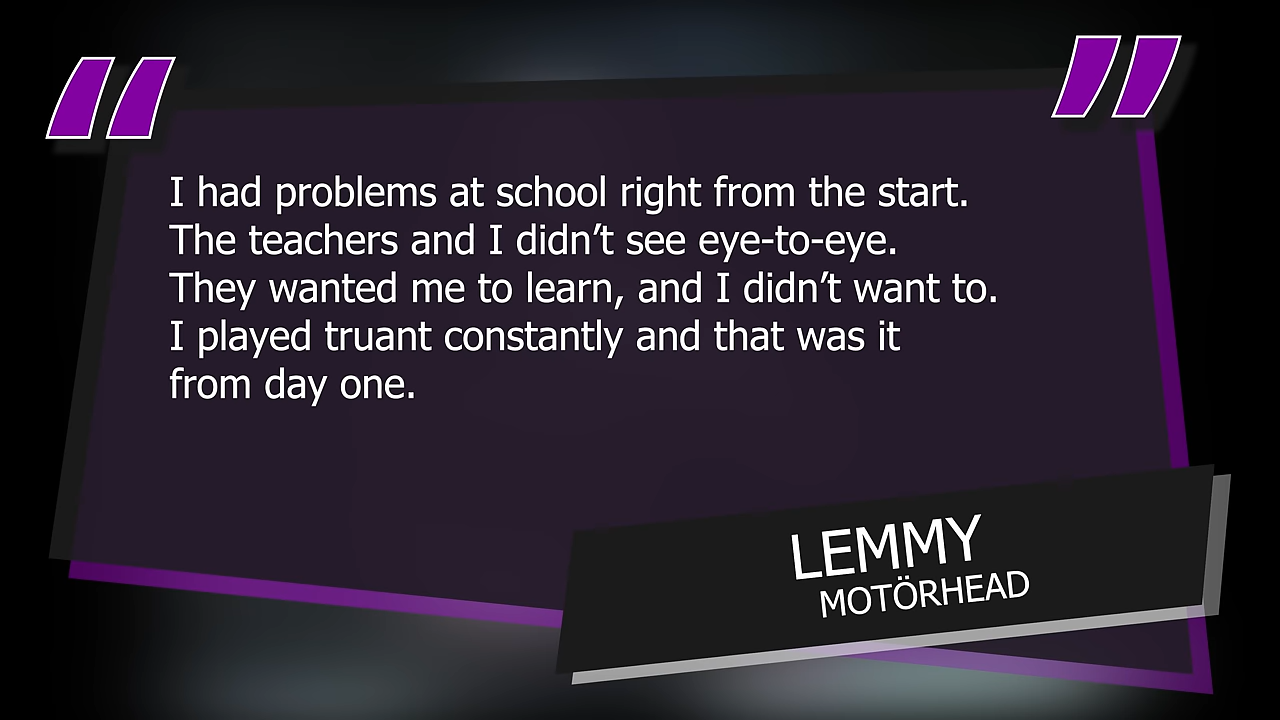 I had problems at school right from the start.
The teachers and I didn’t see eye-to-eye.
They wanted me to learn, and I didn’t want to.
I played truant constantly and that was it
from day one.
LEMMY
MOTÖRHEAD